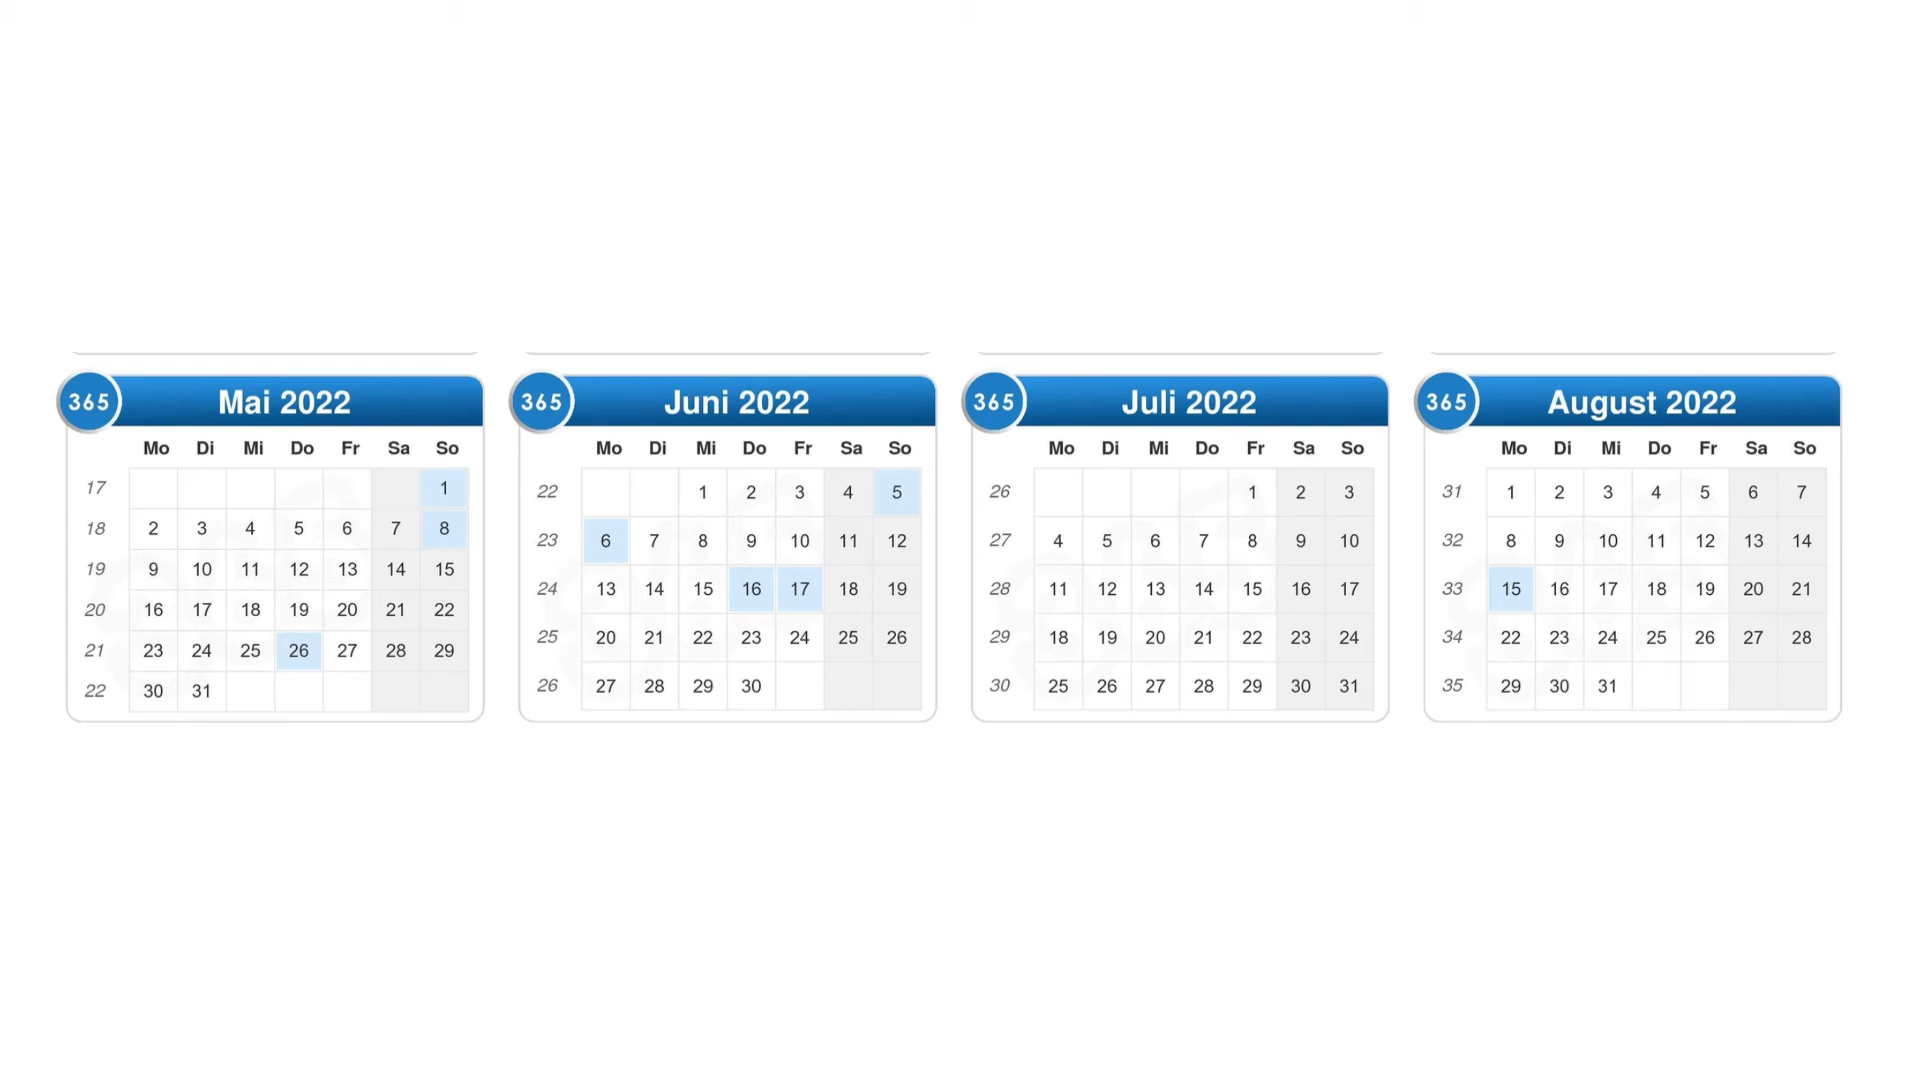 365 Mai 2022
Mo Di Mi Do Fr Sa So
17 1
18 2 3 4 5 6 7 8
19 9 10 11 12 13 14 15
20 16 17 18 19 20 21 22
21 23 24 25 26 27 28 29
22 30 31
365 Juni 2022
Mo Di Mi Do Fr Sa So
22 1 2 3 4 5
23 6 7 8 9 10 11 12
24 13 14 15 16 17 18 19
25 20 21 22 23 24 25 26
26 27 28 29 30
365 Juli 2022
Mo Di Mi Do Fr Sa So
26 1 2 3
27 4 5 6 7 8 9 10
28 11 12 13 14 15 16 17
29 18 19 20 21 22 23 24
30 25 26 27 28 29 30 31
365 August 2022
Mo Di Mi Do Fr Sa So
31 1 2 3 4 5 6 7
32 8 9 10 11 12 13 14
33 15 16 17 18 19 20 21
34 22 23 24 25 26 27 28
35 29 30 31